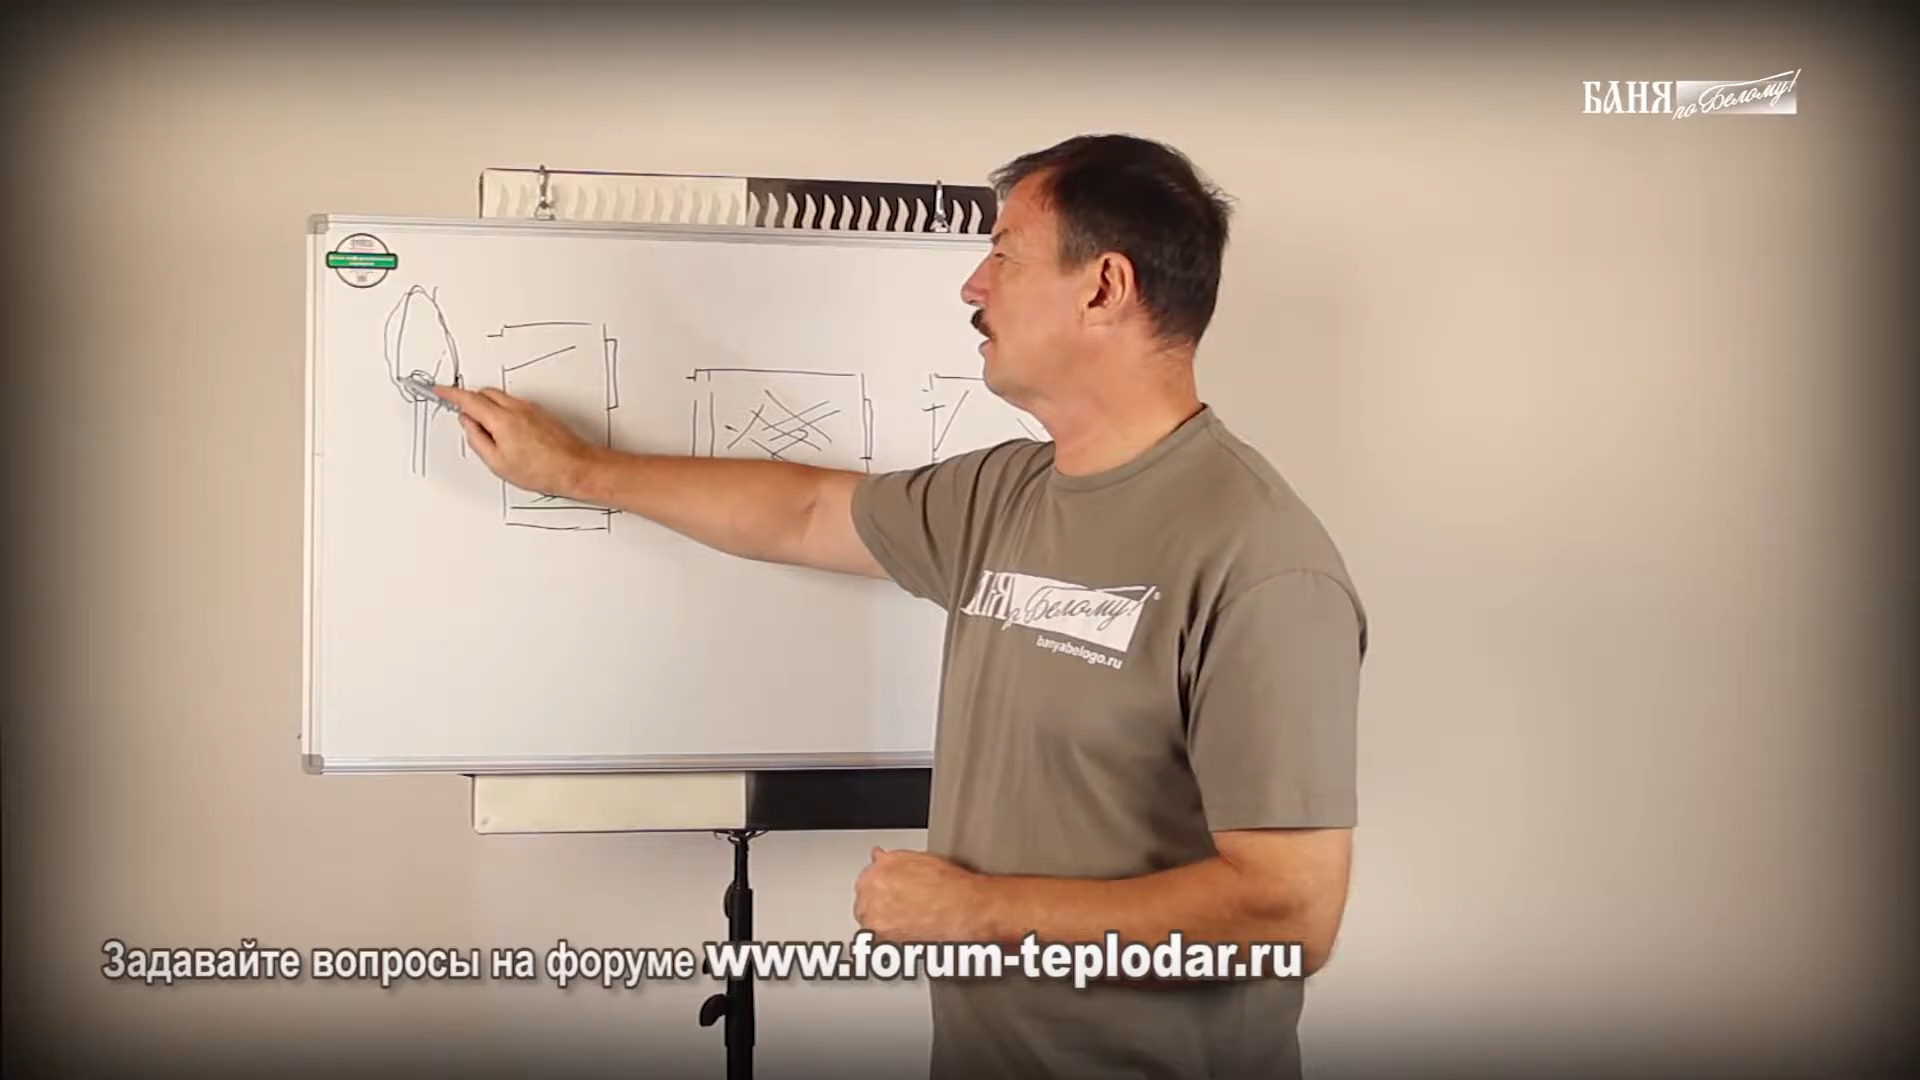 БАНЯ по Белому!
по Белому!
banyabelogo.ru
Задавайте вопросы на форуме www.forum-teplodar.ru